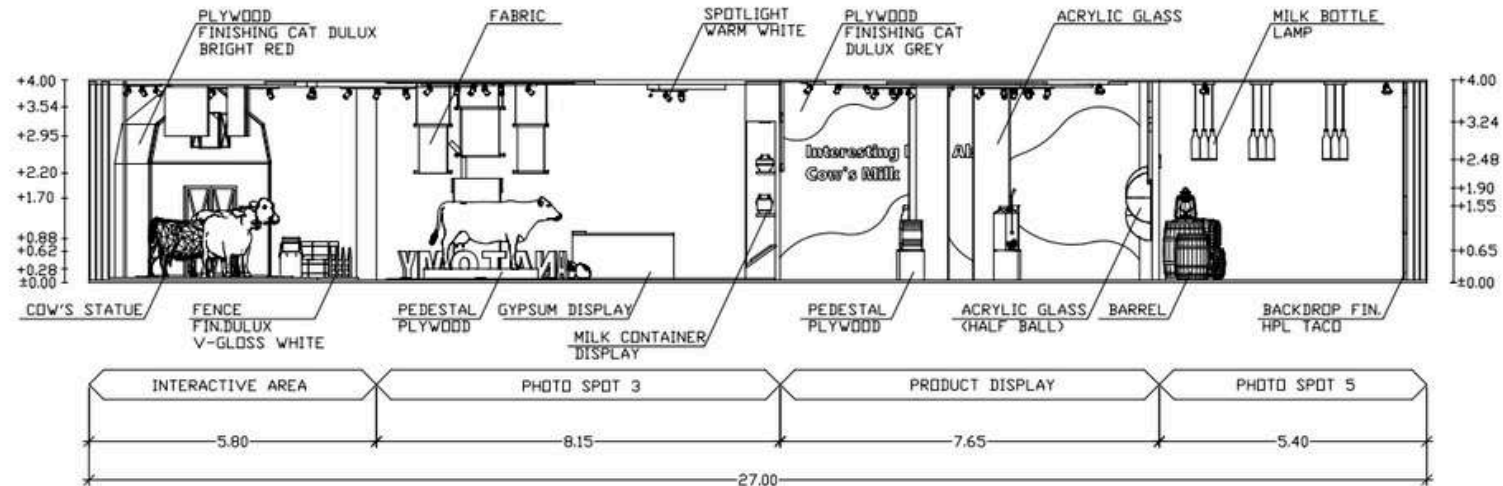 PLYWOOD
FINISHING CAT DULUX
BRIGHT RED
FABRIC
SPOTLIGHT
WARM WHITE
PLYWOOD
FINISHING CAT
DULUX GREY
ACRYLIC GLASS
MILK BOTTLE
LAMP
+4.00
+3.54
+2.95
+2.20
+1.70
+0.88
+0.62
+0.28
±0.00
+4.00
+3.24
+2.48
+1.90
+1.55
+0.65
±0.00
Interesting
Cow's Milk
Al
ANATOMY
COW'S STATUE
FENCE
FIN.DULUX
V-GLOSS WHITE
PEDESTAL
PLYWOOD
GYPSUM DISPLAY
MILK CONTAINER
DISPLAY
PEDESTAL
PLYWOOD
ACRYLIC GLASS
(HALF BALL)
BARREL
BACKDROP FIN.
HPL TACO
INTERACTIVE AREA
PHOTO SPOT 3
PRODUCT DISPLAY
PHOTO SPOT 5
5.80
8.15
7.65
5.40
27.00